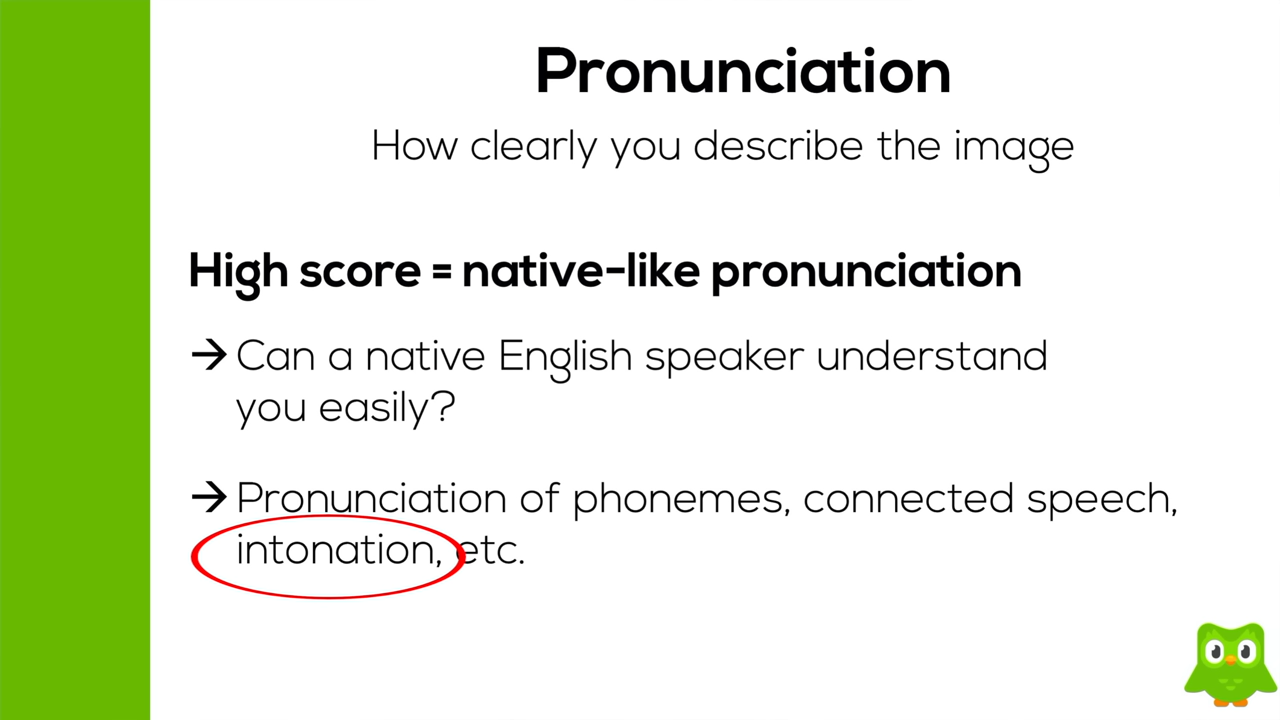 Pronunciation
How clearly you describe the image
High score = native-like pronunciation
→ Can a native English speaker understand
you easily?
→ Pronunciation of phonemes, connected speech,
intonation, etc.